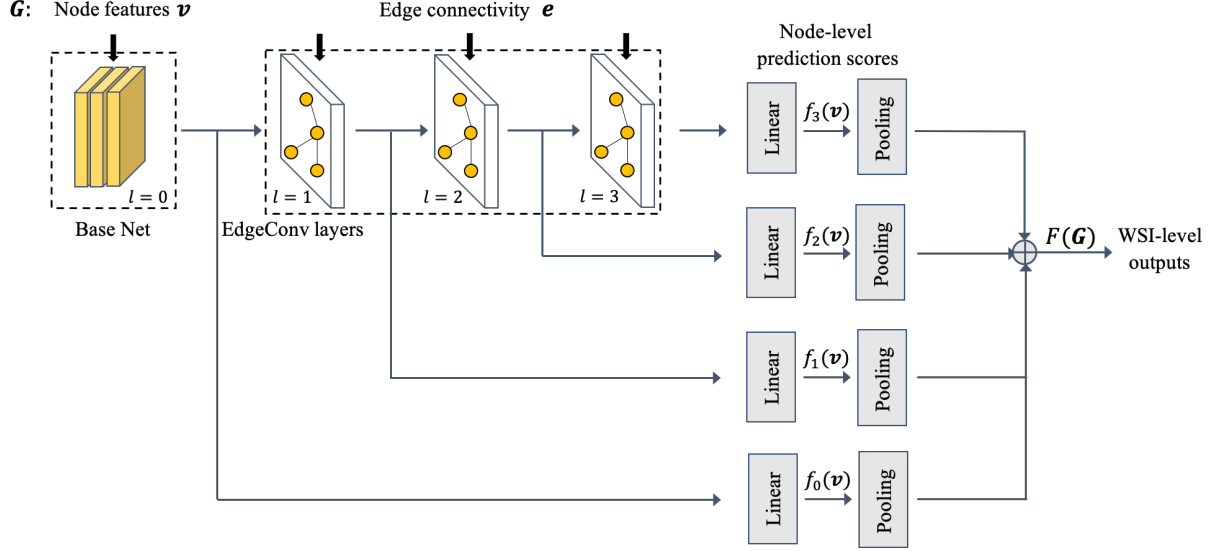 G: Node features v
Edge connectivity e
Node-level
prediction scores
l = 0
l = 1
l = 2
l = 3
Base Net
EdgeConv layers
Linear
f₃(v)
Pooling
Linear
f₂(v)
Pooling
F(G)
WSI-level
outputs
Linear
f₁(v)
Pooling
Linear
f₀(v)
Pooling